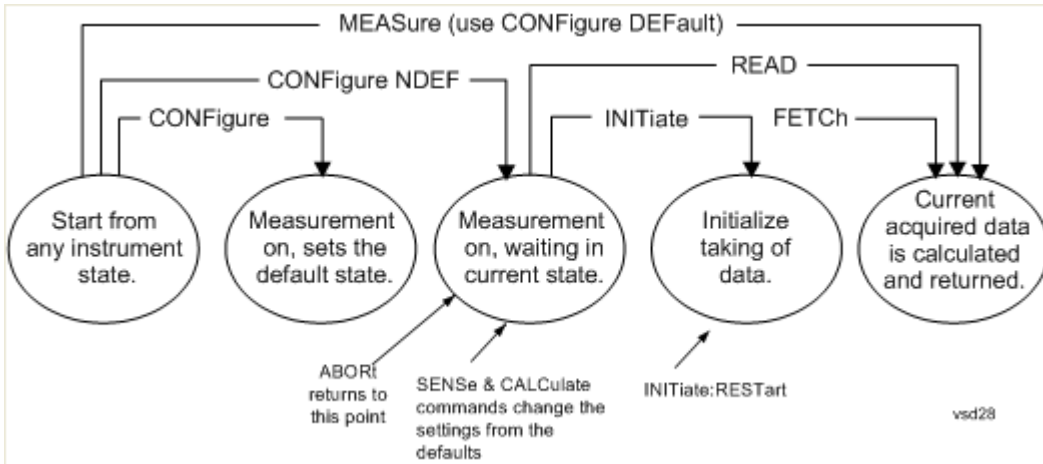 MEASure (use CONFigure DEFault)
CONFigure NDEF
READ
CONFigure
INITiate
FETCh
Start from
any instrument
state.
Measurement
on, sets the
default state.
Measurement
on, waiting in
current state.
Initialize
taking of
data.
Current
acquired data
is calculated
and returned.
ABORt
returns to
this point
SENSe & CALCulate
commands change the
settings from the
defaults
INITiate:RESTart
vsd28